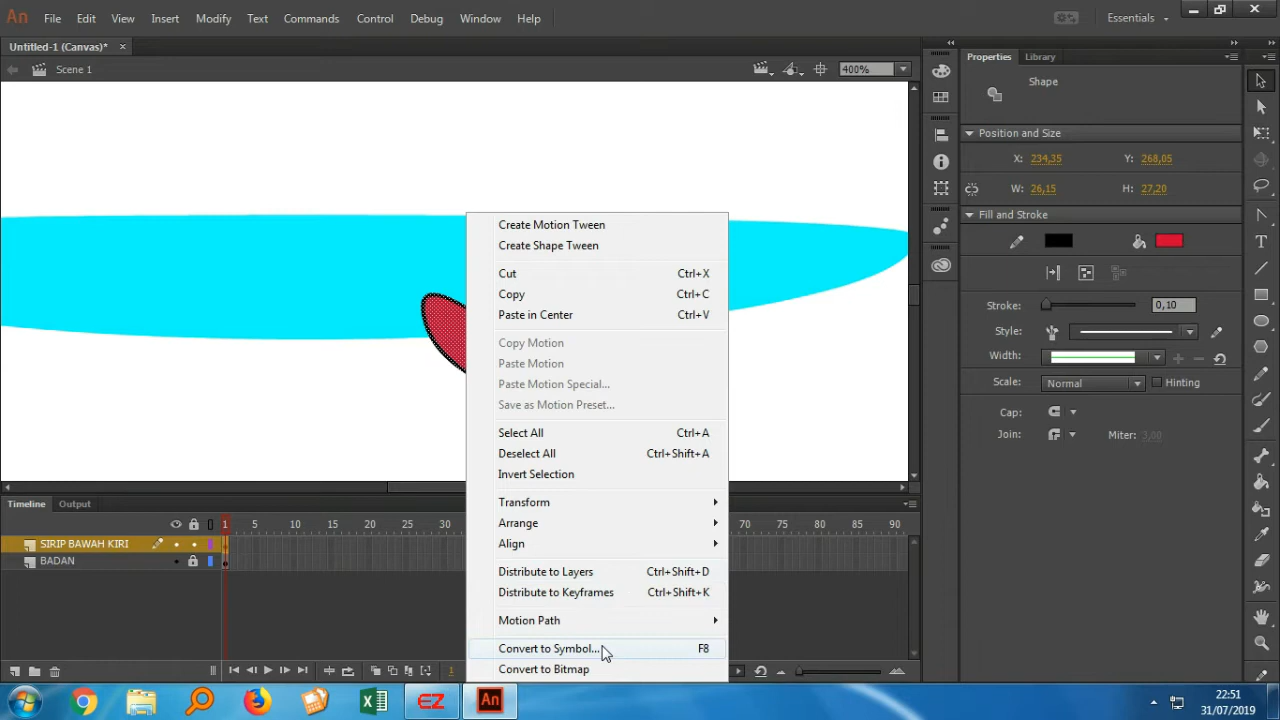 An File Edit View Insert Modify Text Commands Control Debug Window Help Essentials
Untitled-1 (Canvas)* ×
Scene 1 400%
Properties Library
Shape
Position and Size
X: 234,35 Y: 268,05
W: 26,15 H: 27,20
Fill and Stroke
Stroke: 0,10
Style:
Width:
Scale: Normal Hinting
Cap:
Join: Miter: 3,00
Create Motion Tween
Create Shape Tween
Cut Ctrl+X
Copy Ctrl+C
Paste in Center Ctrl+V
Copy Motion
Paste Motion
Paste Motion Special...
Save as Motion Preset...
Select All Ctrl+A
Deselect All Ctrl+Shift+A
Invert Selection
Transform
Arrange
Align
Distribute to Layers Ctrl+Shift+D
Distribute to Keyframes Ctrl+Shift+K
Motion Path
Convert to Symbol... F8
Convert to Bitmap
Timeline Output
1 5 10 15 20 25 30 70 75 80 85 90
SIRIP BAWAH KIRI
BADAN
1
EZ An
22:51
31/07/2019